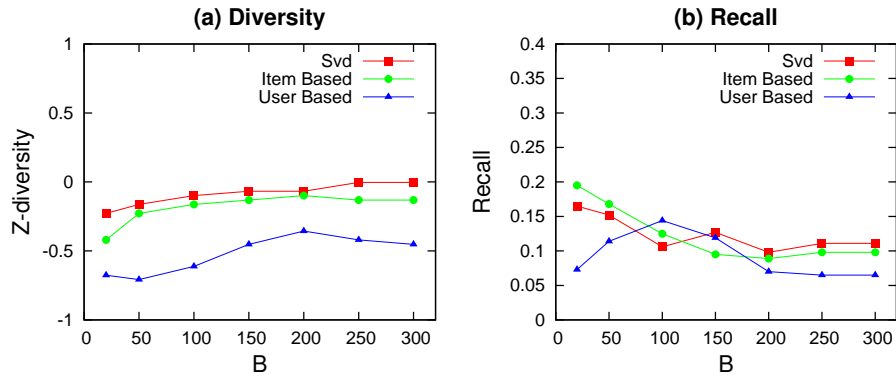 (a) Diversity
Svd
Item Based
User Based
1
0.5
0
-0.5
-1
Z-diversity
0 50 100 150 200 250 300
B
(b) Recall
Svd
Item Based
User Based
0.4
0.35
0.3
0.25
0.2
0.15
0.1
0.05
0
Recall
0 50 100 150 200 250 300
B